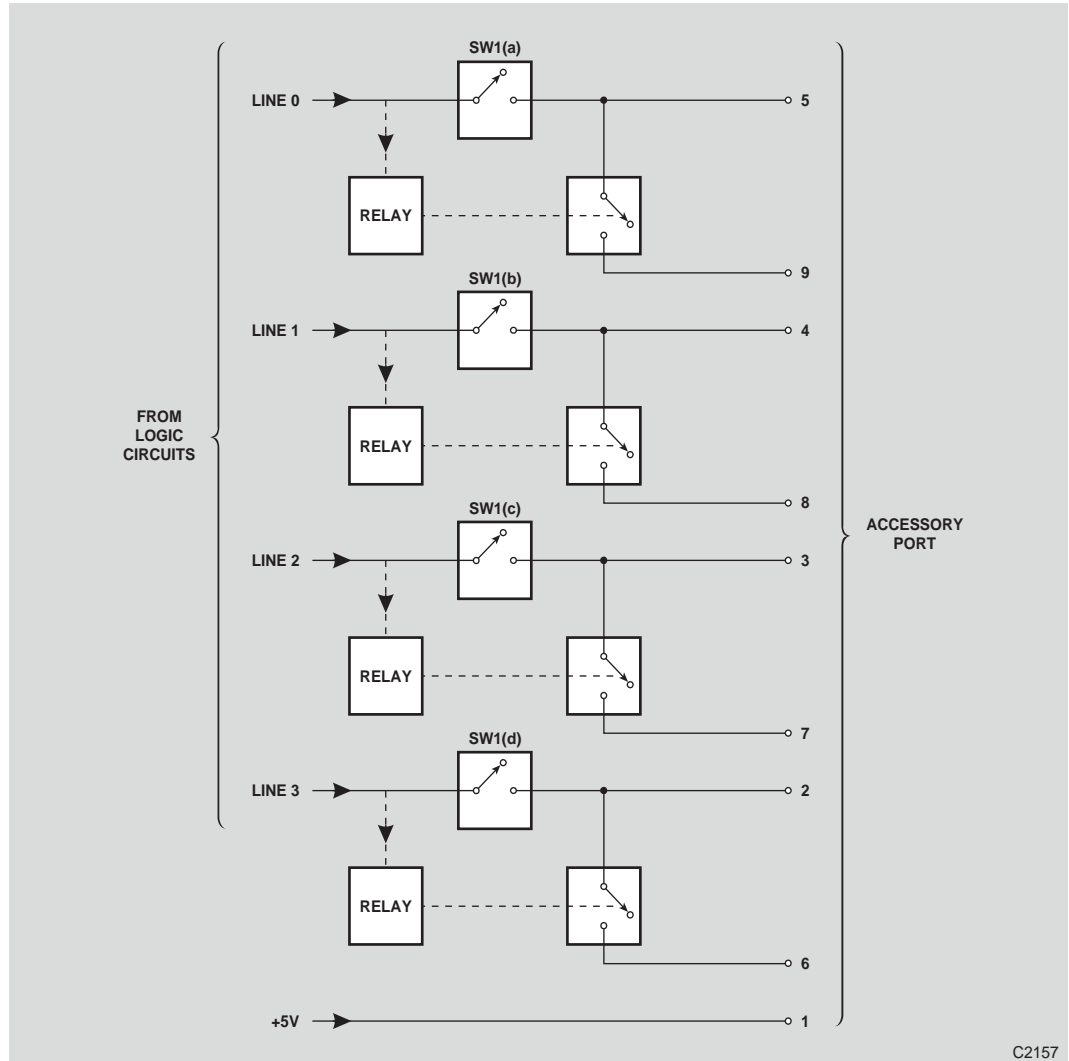 SW1(a)
LINE 0
5
RELAY
9
SW1(b)
LINE 1
4
RELAY
8
FROM
LOGIC
CIRCUITS
SW1(c)
ACCESSORY
PORT
LINE 2
3
RELAY
7
SW1(d)
LINE 3
2
RELAY
6
+5V
1
C2157